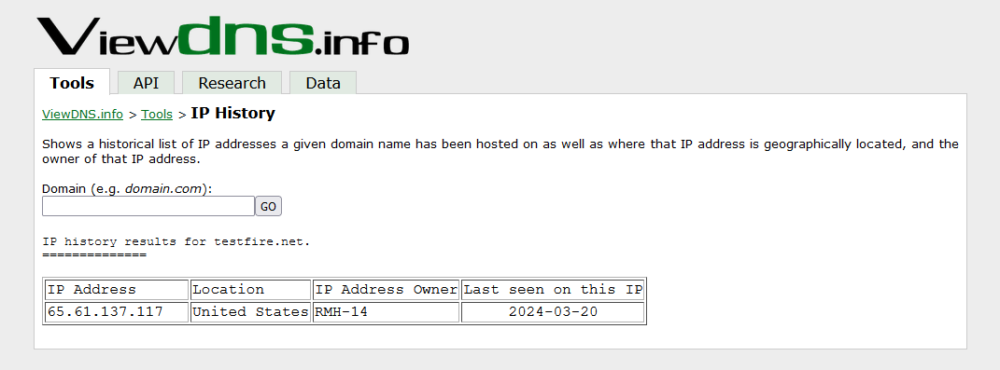 Viewdns.info
Tools API Research Data
ViewDNS.info > Tools > IP History
Shows a historical list of IP addresses a given domain name has been hosted on as well as where that IP address is geographically located, and the
owner of that IP address.
Domain (e.g. domain.com):
GO
IP history results for testfire.net.
==============
IP Address Location IP Address Owner Last seen on this IP
65.61.137.117 United States RMH-14 2024-03-20